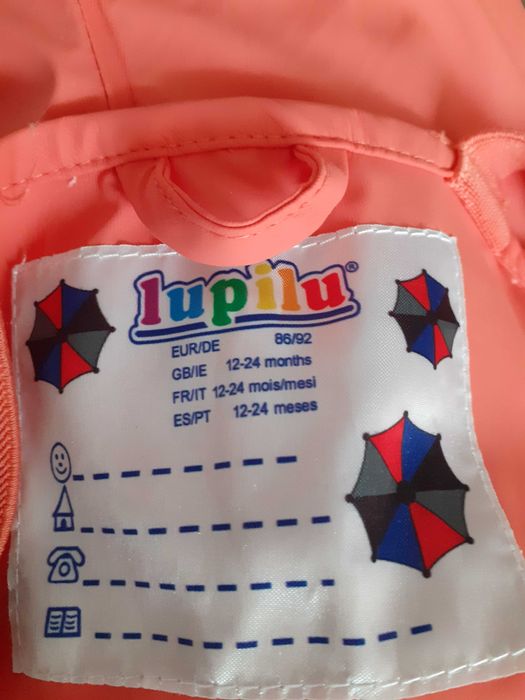 lupilu®
EUR/DE 86/92
GB/IE 12-24 months
FR/IT 12-24 mois/mesi
ES/PT 12-24 meses